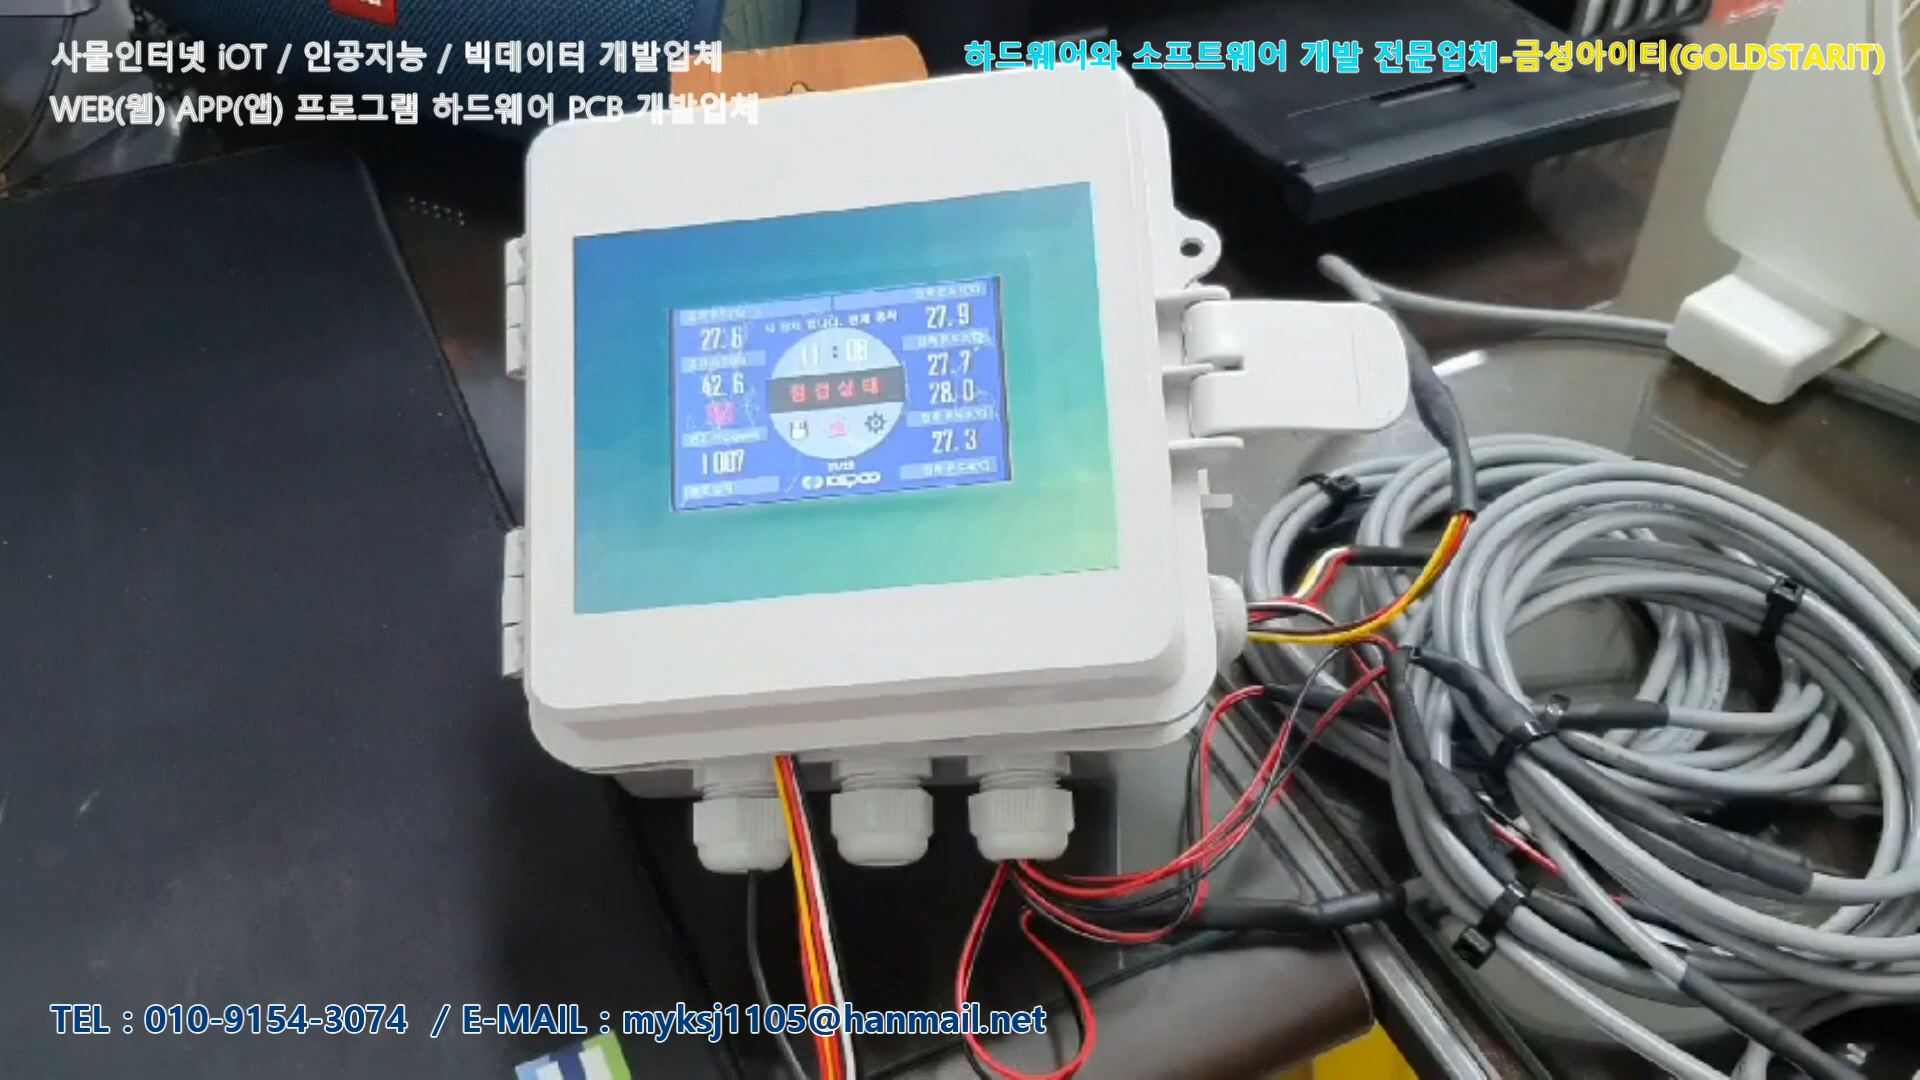 사물인터넷 iOT / 인공지능 / 빅데이터 개발업체
WEB(웹) APP(앱) 프로그램 하드웨어 PCB 개발업체
하드웨어와 소프트웨어 개발 전문업체-금성아이티(GOLDSTARIT)
27.6
42.6
1007
11:08
점검상태
27.9
27.7
28.0
27.3
TEL : 010-9154-3074 / E-MAIL : myksj1105@hanmail.net